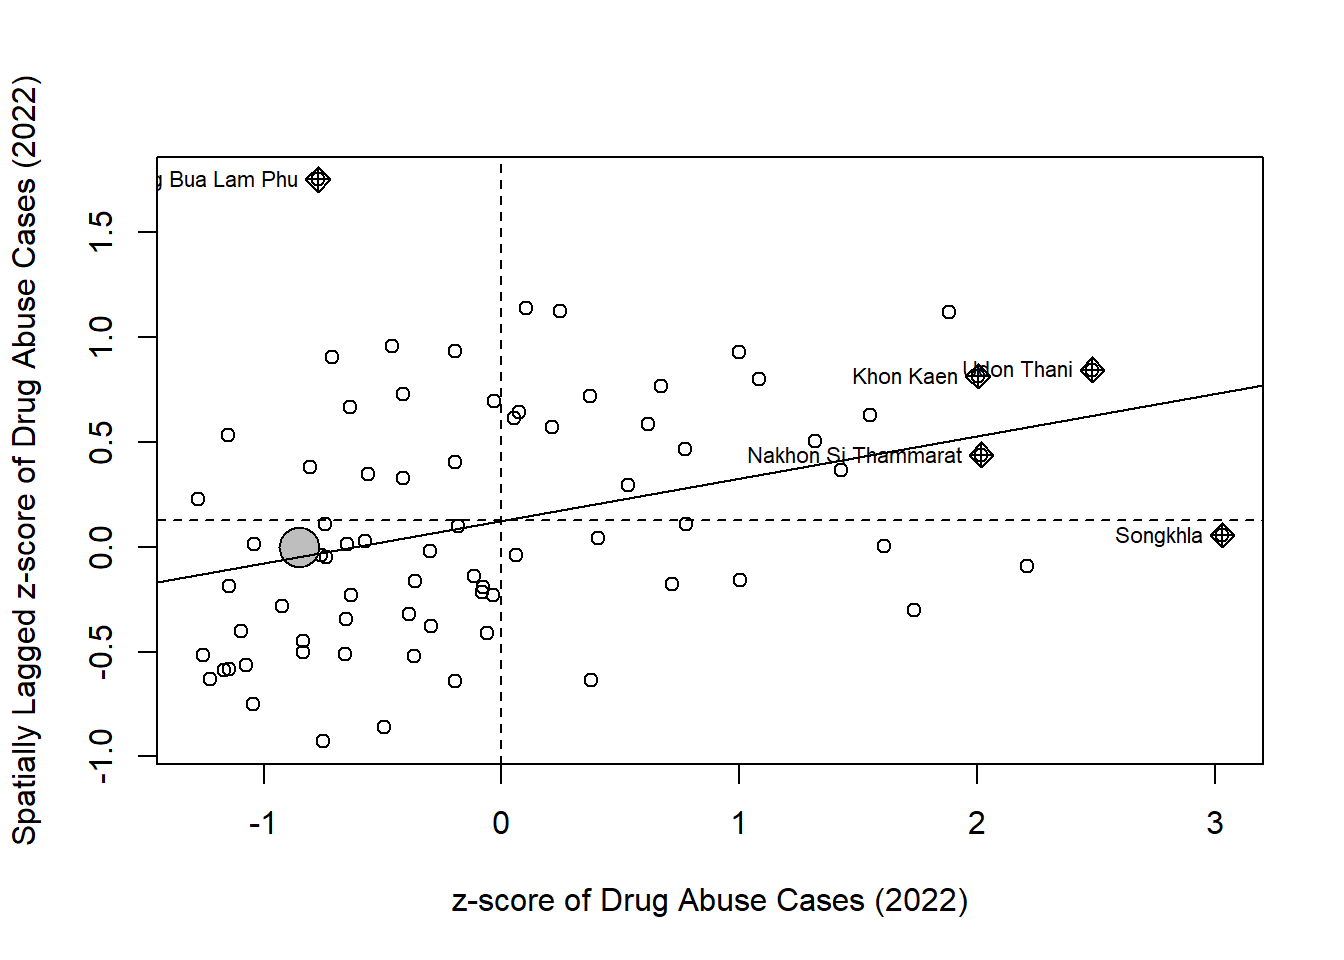 Spatially Lagged z-score of Drug Abuse Cases (2022)
1.5
1.0
0.5
0.0
-0.5
-1.0
Bua Lam Phu
Khon Kaen
Udon Thani
Nakhon Si Thammarat
Songkhla
-1 0 1 2 3
z-score of Drug Abuse Cases (2022)